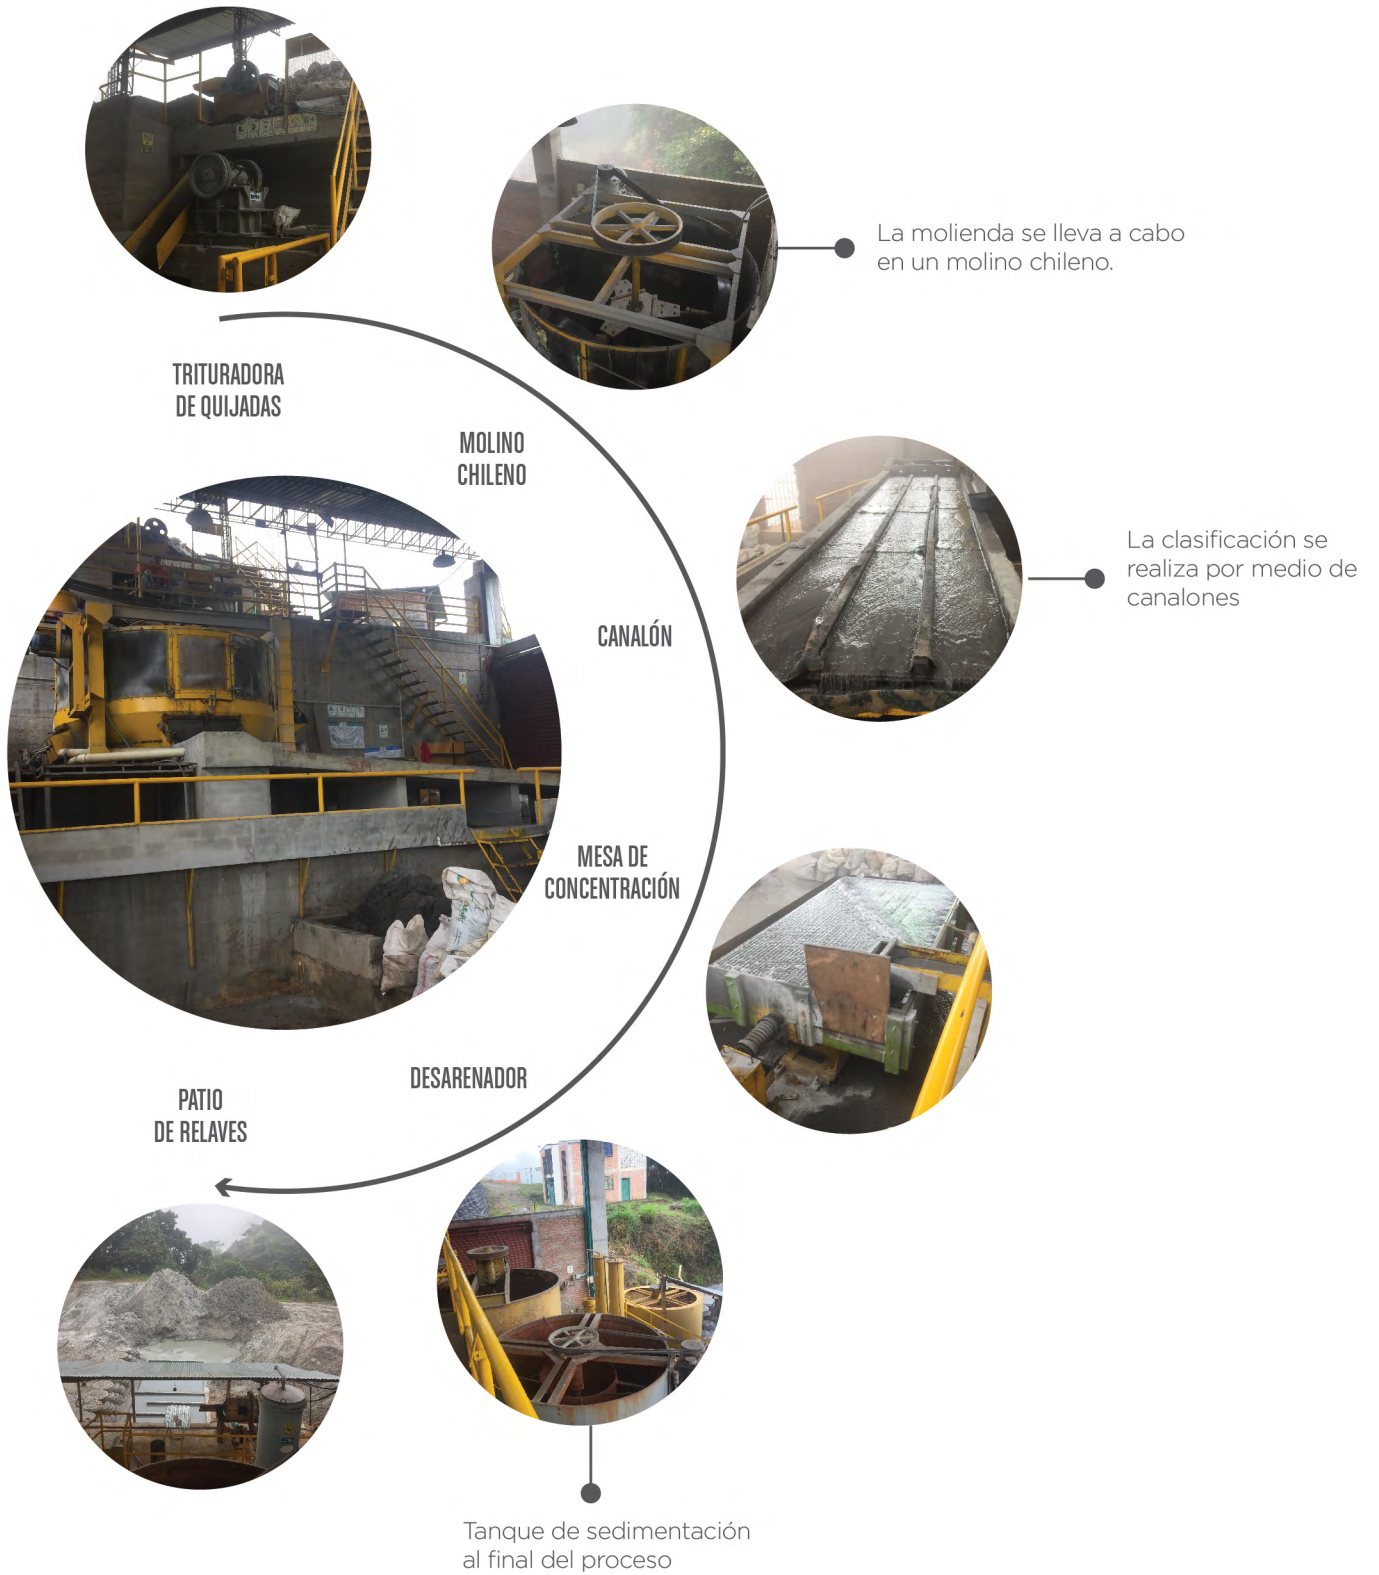 La molienda se lleva a cabo
en un molino chileno.
TRITURADORA
DE QUIJADAS
MOLINO
CHILENO
La clasificación se
realiza por medio de
canalones
CANALÓN
MESA DE
CONCENTRACIÓN
DESARENADOR
PATIO
DE RELAVES
Tanque de sedimentación
al final del proceso